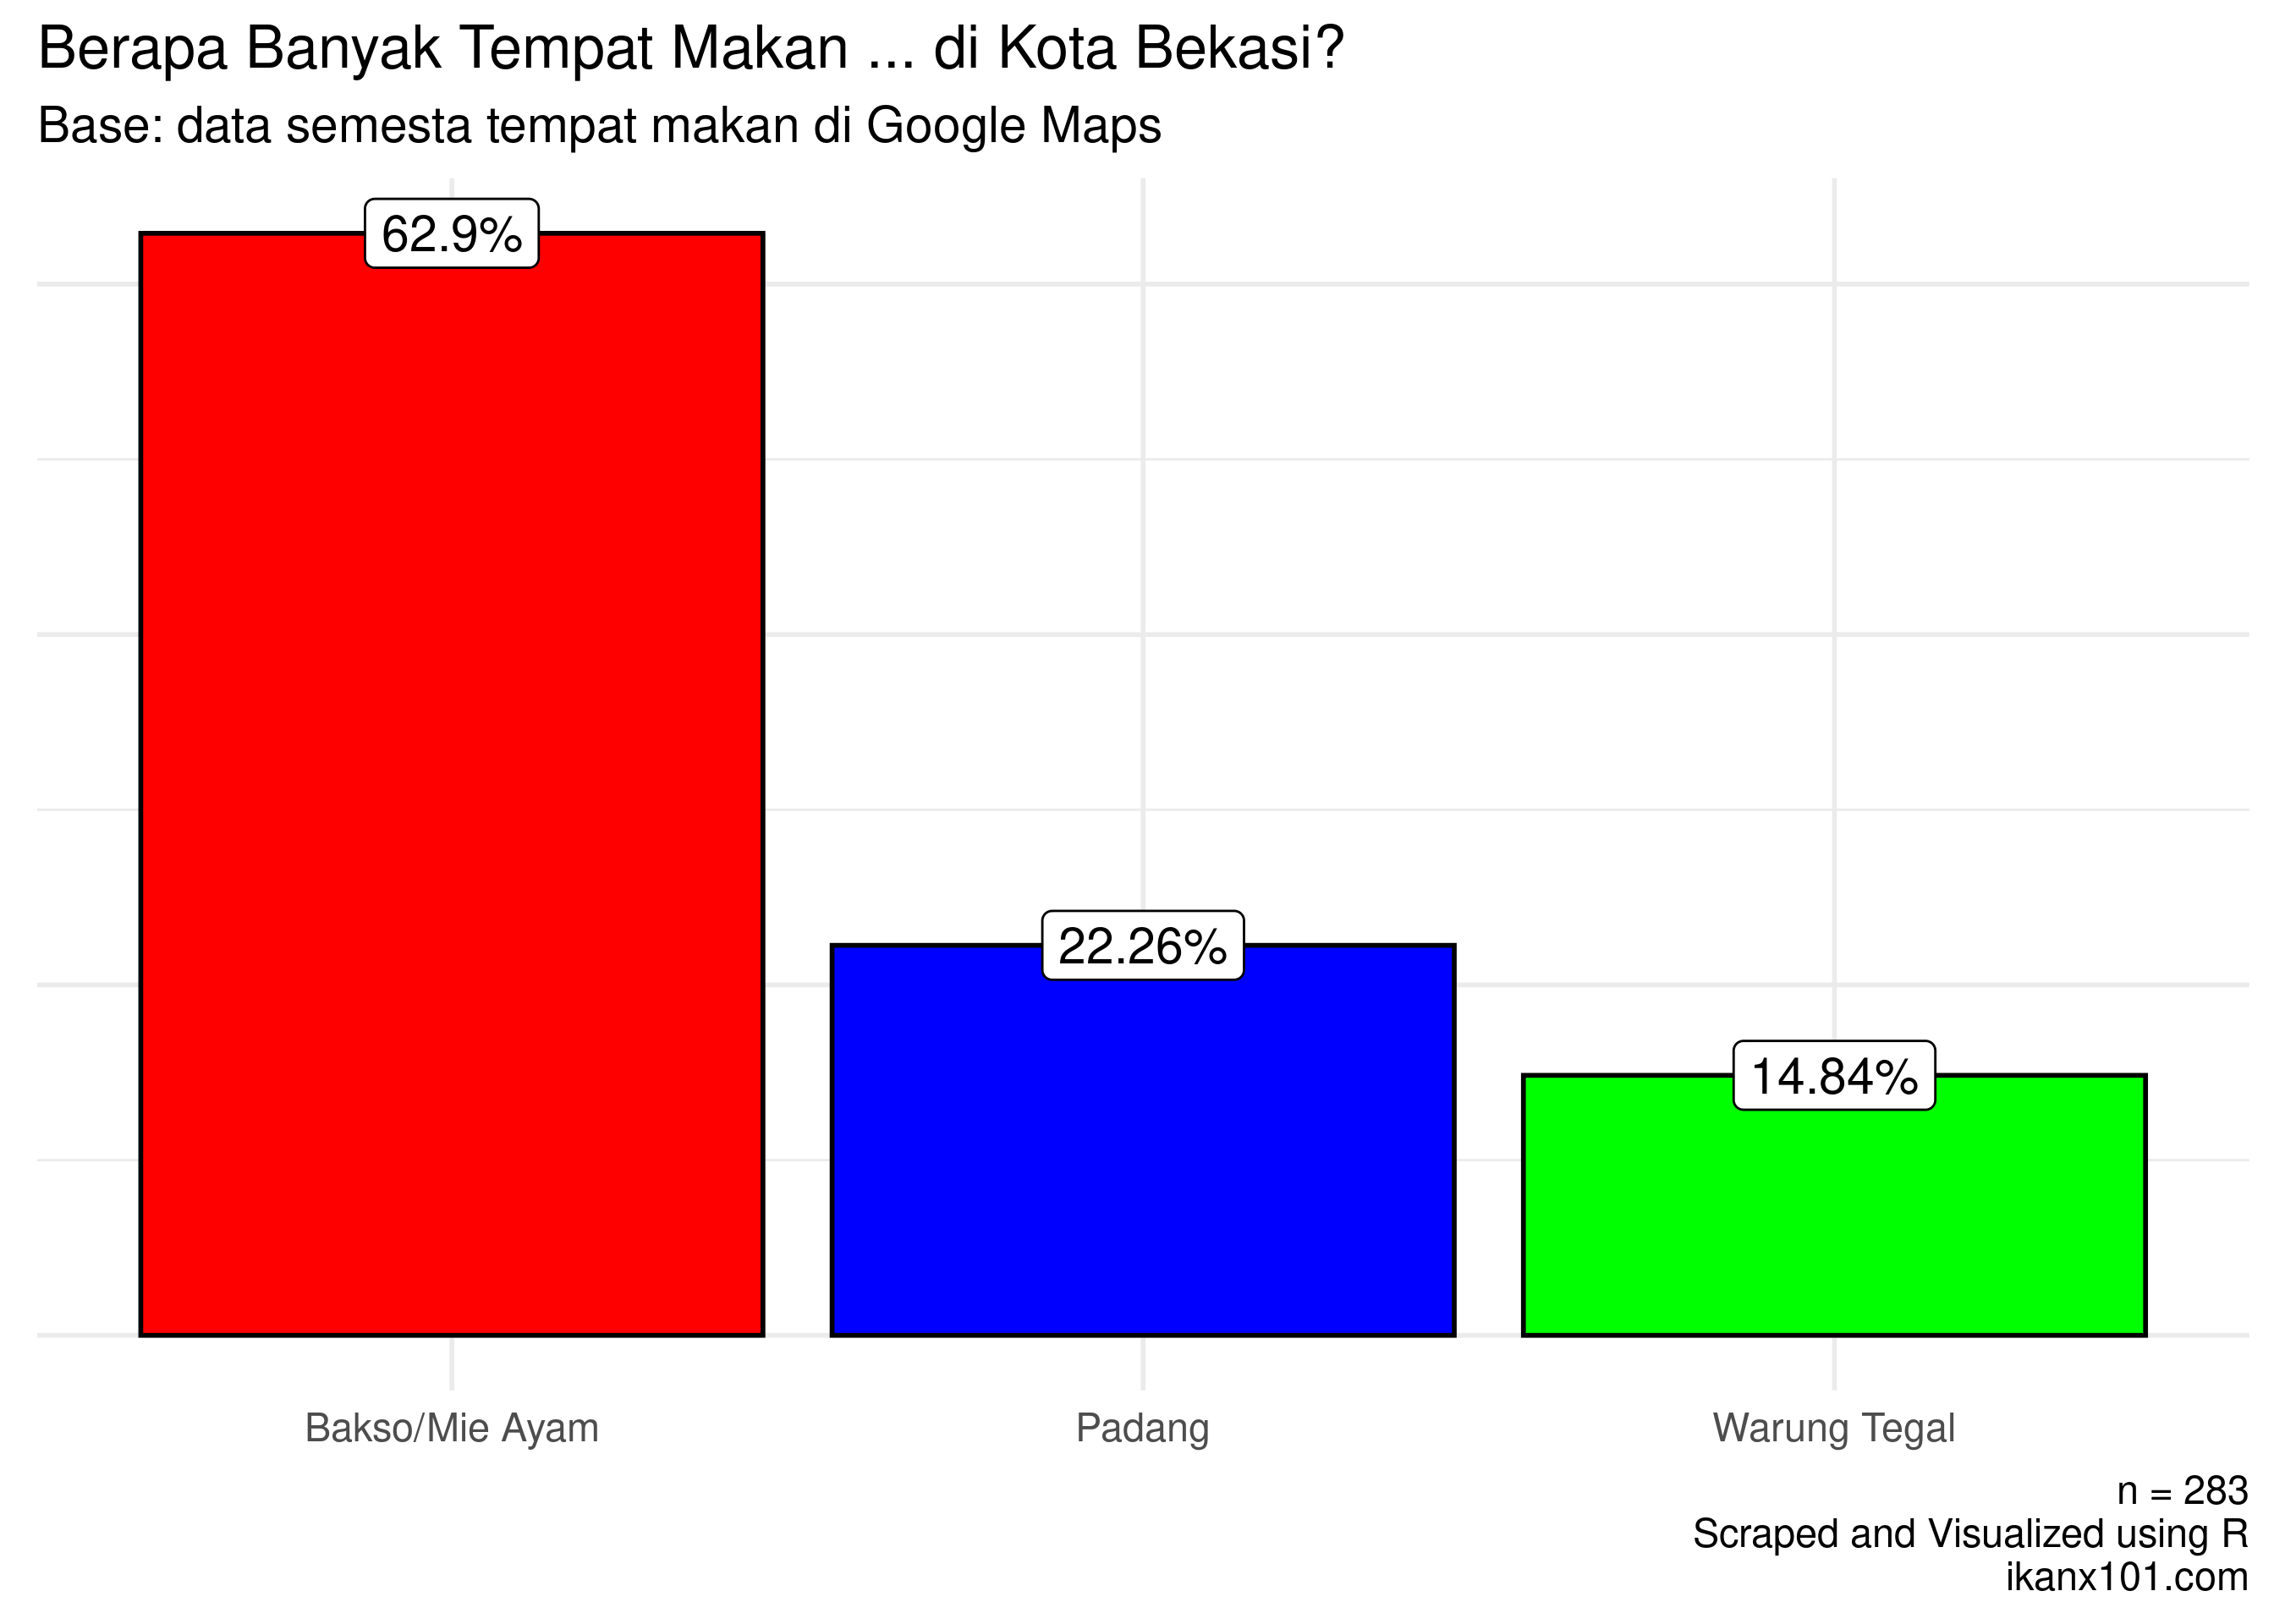 Berapa Banyak Tempat Makan ... di Kota Bekasi?
Base: data semesta tempat makan di Google Maps
62.9%
22.26%
14.84%
Bakso/Mie Ayam
Padang
Warung Tegal
n = 283
Scraped and Visualized using R
ikanx101.com